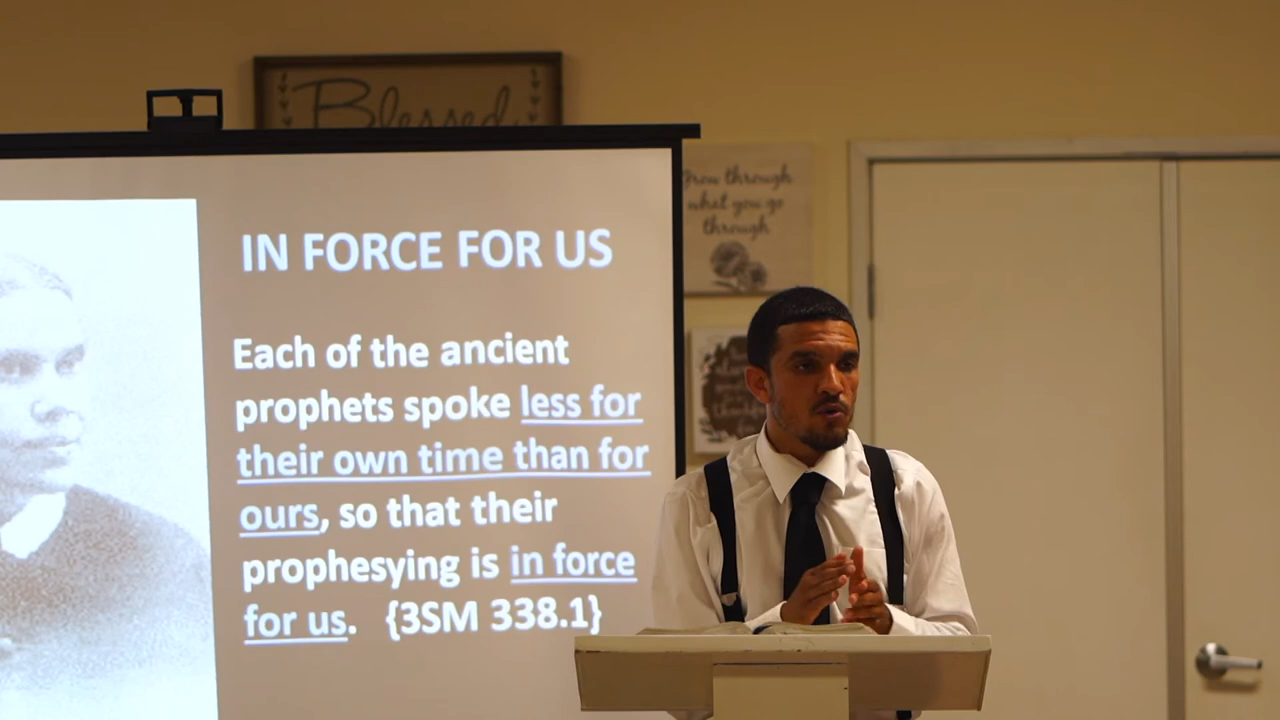 Blessed
IN FORCE FOR US
Each of the ancient
prophets spoke less for
their own time than for
ours, so that their
prophesying is in force
for us. {3SM 338.1}
Grow through
what you go
through